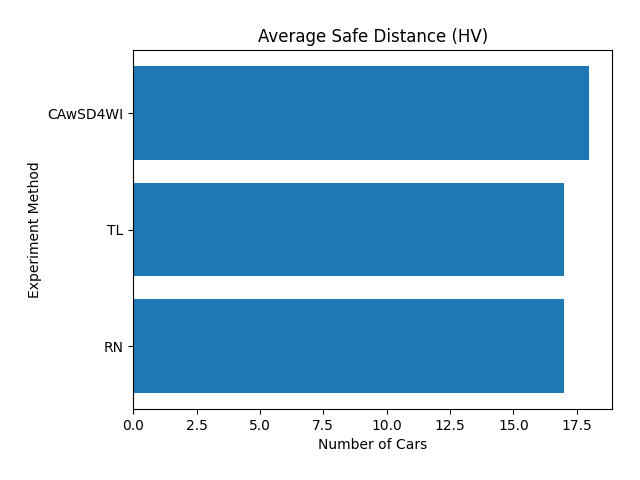 Average Safe Distance (HV)
CAwSD4WI
TL
RN
Experiment Method
0.0 2.5 5.0 7.5 10.0 12.5 15.0 17.5
Number of Cars